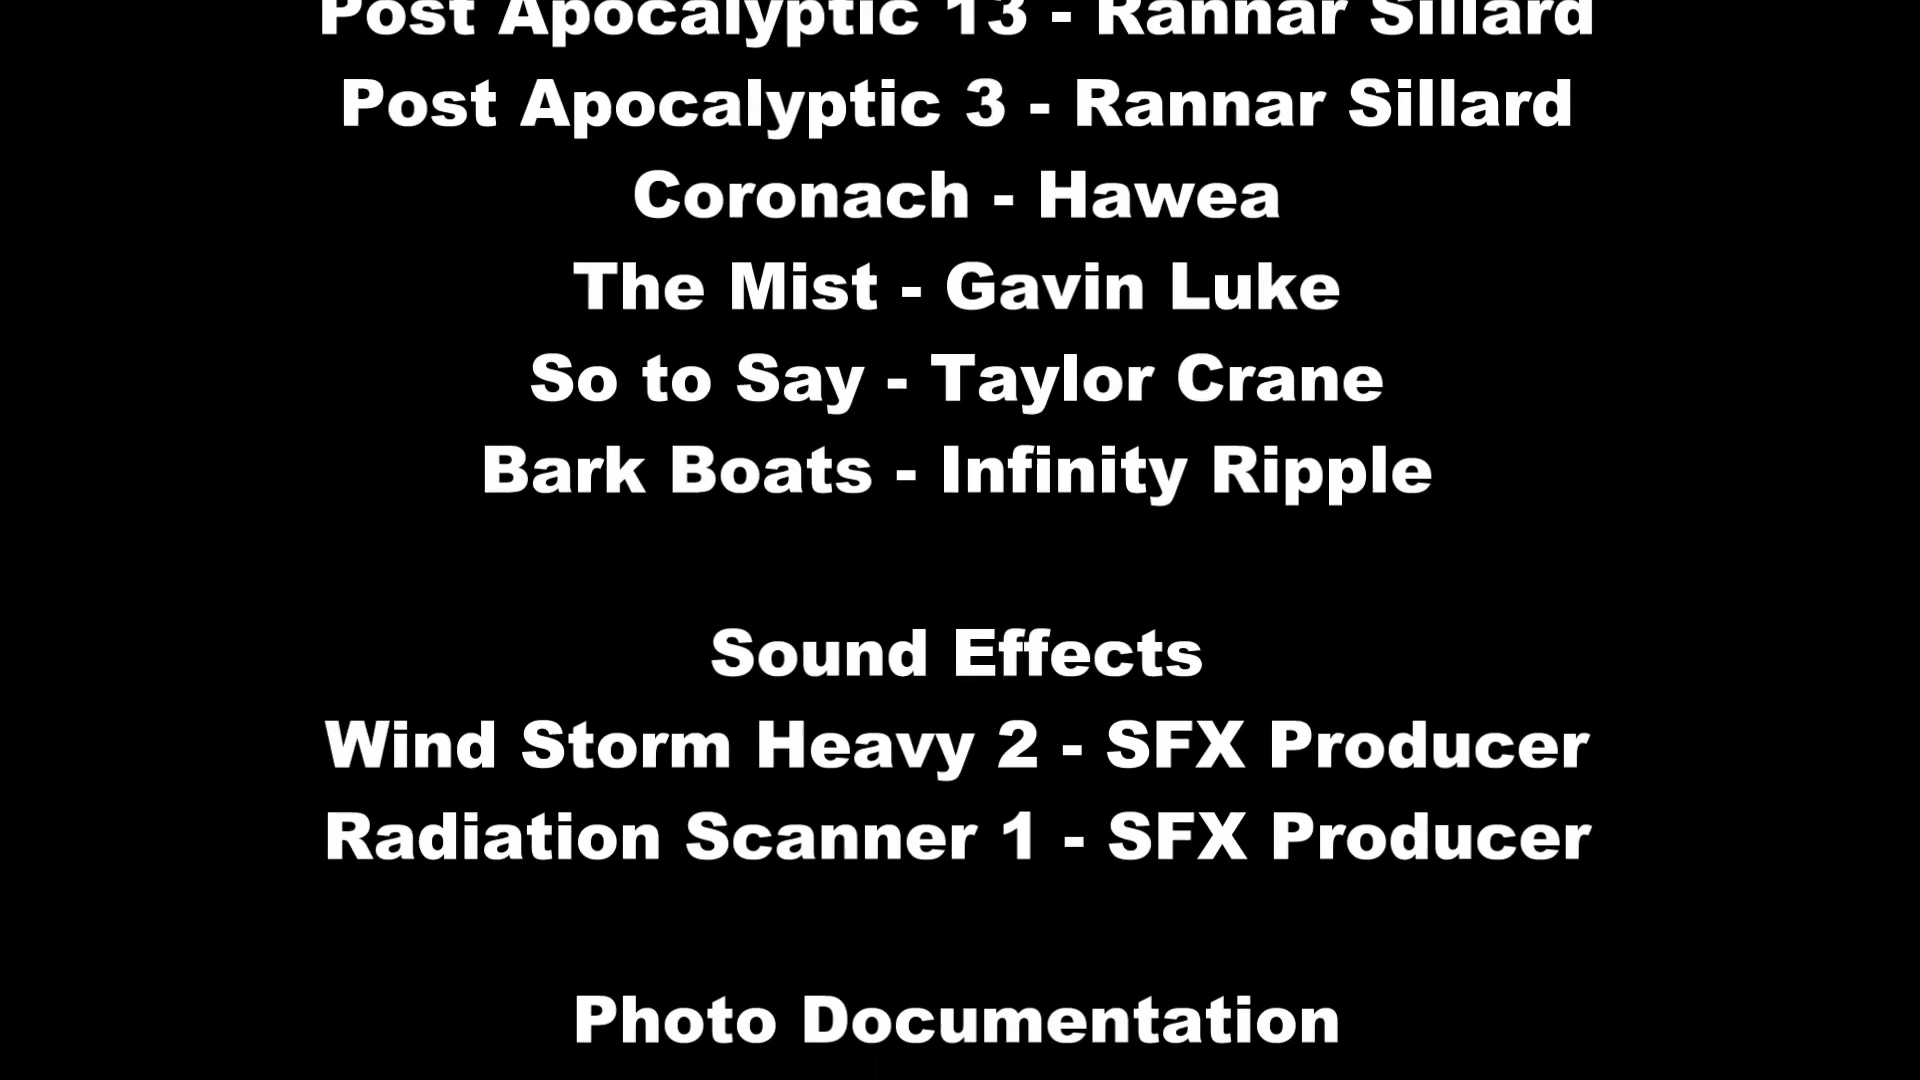 Post Apocalyptic 13 - Rannar Sillard
Post Apocalyptic 3 - Rannar Sillard
Coronach - Hawea
The Mist - Gavin Luke
So to Say - Taylor Crane
Bark Boats - Infinity Ripple
Sound Effects
Wind Storm Heavy 2 - SFX Producer
Radiation Scanner 1 - SFX Producer
Photo Documentation